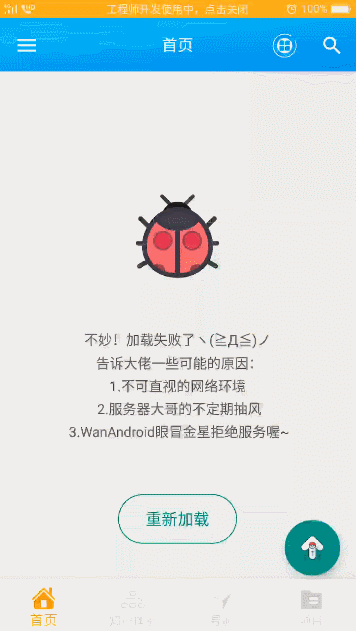 工程师开发使用中，点击关闭
100%
首页
不妙！加载失败了ヽ(≧Д≦)ノ
告诉大佬一些可能的原因：
1.不可直视的网络环境
2.服务器大哥的不定期抽风
3.WanAndroid眼冒金星拒绝服务喔~
重新加载
首页